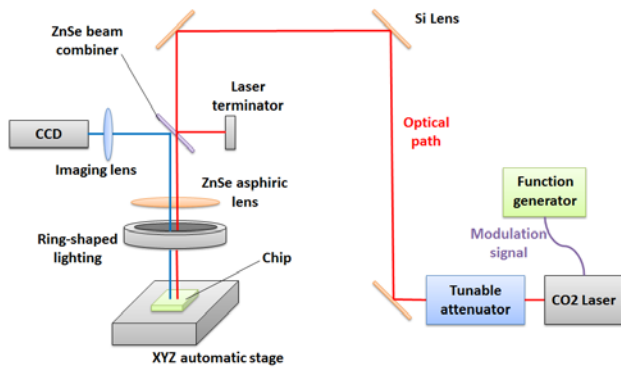 ZnSe beam
combiner
Si Lens
Laser
terminator
CCD
Optical
path
Imaging lens
Function
generator
ZnSe asphiric
lens
Modulation
signal
Ring-shaped
lighting
Chip
Tunable
attenuator
CO2 Laser
XYZ automatic stage